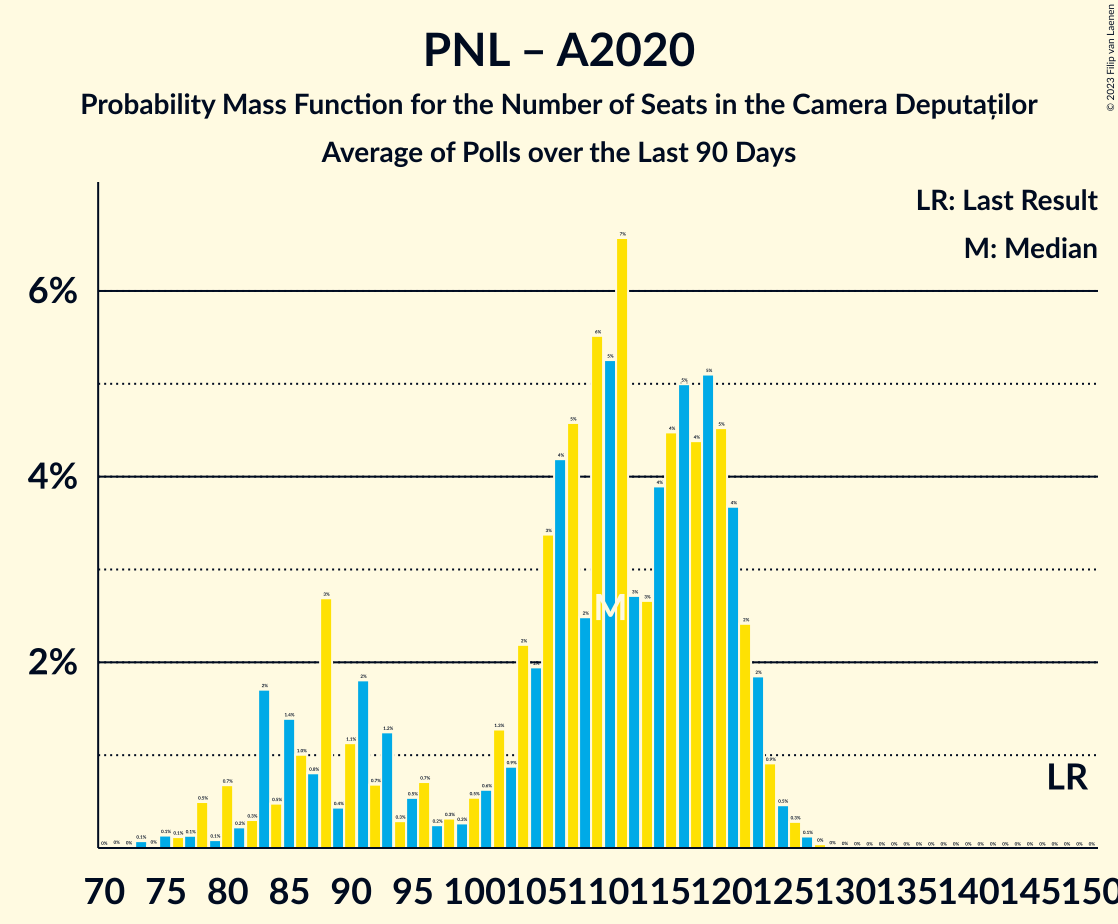 PNL – A2020
Probability Mass Function for the Number of Seats in the Camera Deputaților
Average of Polls over the Last 90 Days
© 2023 Filip van Laenen
LR: Last Result
M: Median
6%
4%
2%
M
LR
70 75 80 85 90 95 100 105 110 115 120 125 130 135 140 145 150